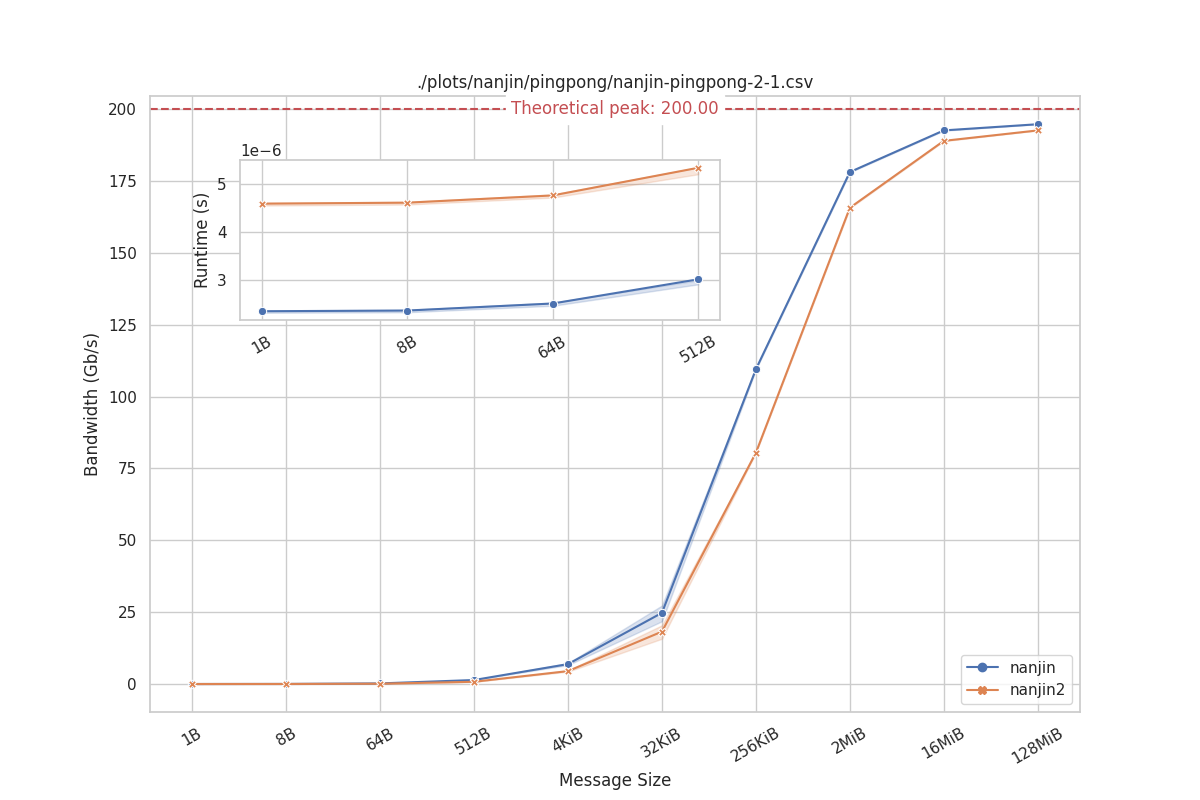 ./plots/nanjin/pingpong/nanjin-pingpong-2-1.csv
Theoretical peak: 200.00
200
175
150
125
100
75
50
25
0
Bandwidth (Gb/s)
1e−6
5
4
3
Runtime (s)
1B
8B
64B
512B
nanjin
nanjin2
1B
8B
64B
512B
4KiB
32KiB
256KiB
2MiB
16MiB
128MiB
Message Size